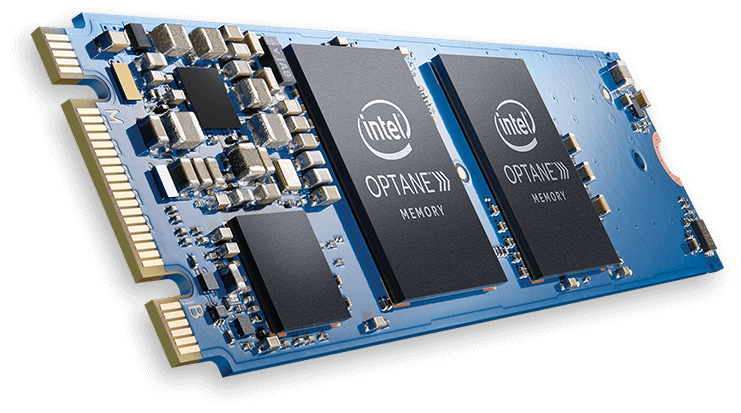 M
intel
OPTANE
MEMORY
intel
OPTANE
MEMORY
B